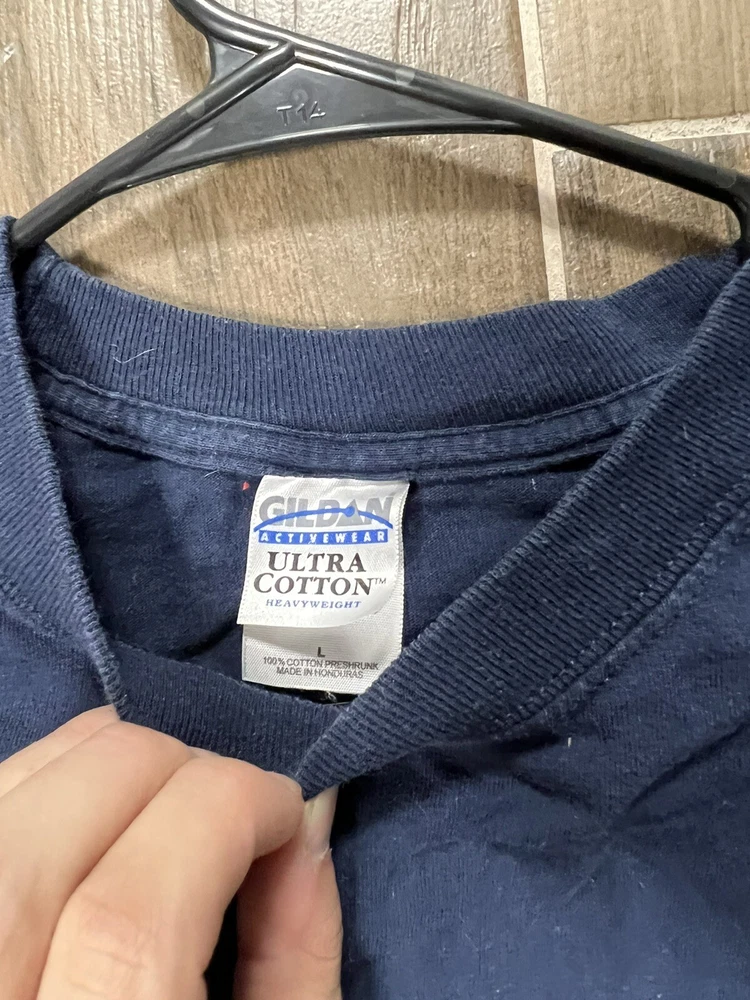 T14
GILDAN
ACTIVEWEAR
ULTRA
COTTON™
HEAVYWEIGHT
L
100% COTTON PRESHRUNK
MADE IN HONDURAS